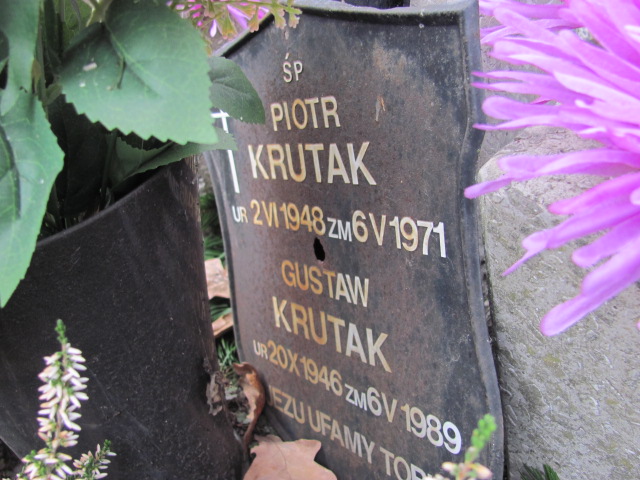 ŚP
PIOTR
KRUTAK
UR 2 VI 1948 ZM 6 V 1971
GUSTAW
KRUTAK
UR 20 X 1946 ZM 6 V 1989
JEZU UFAMY